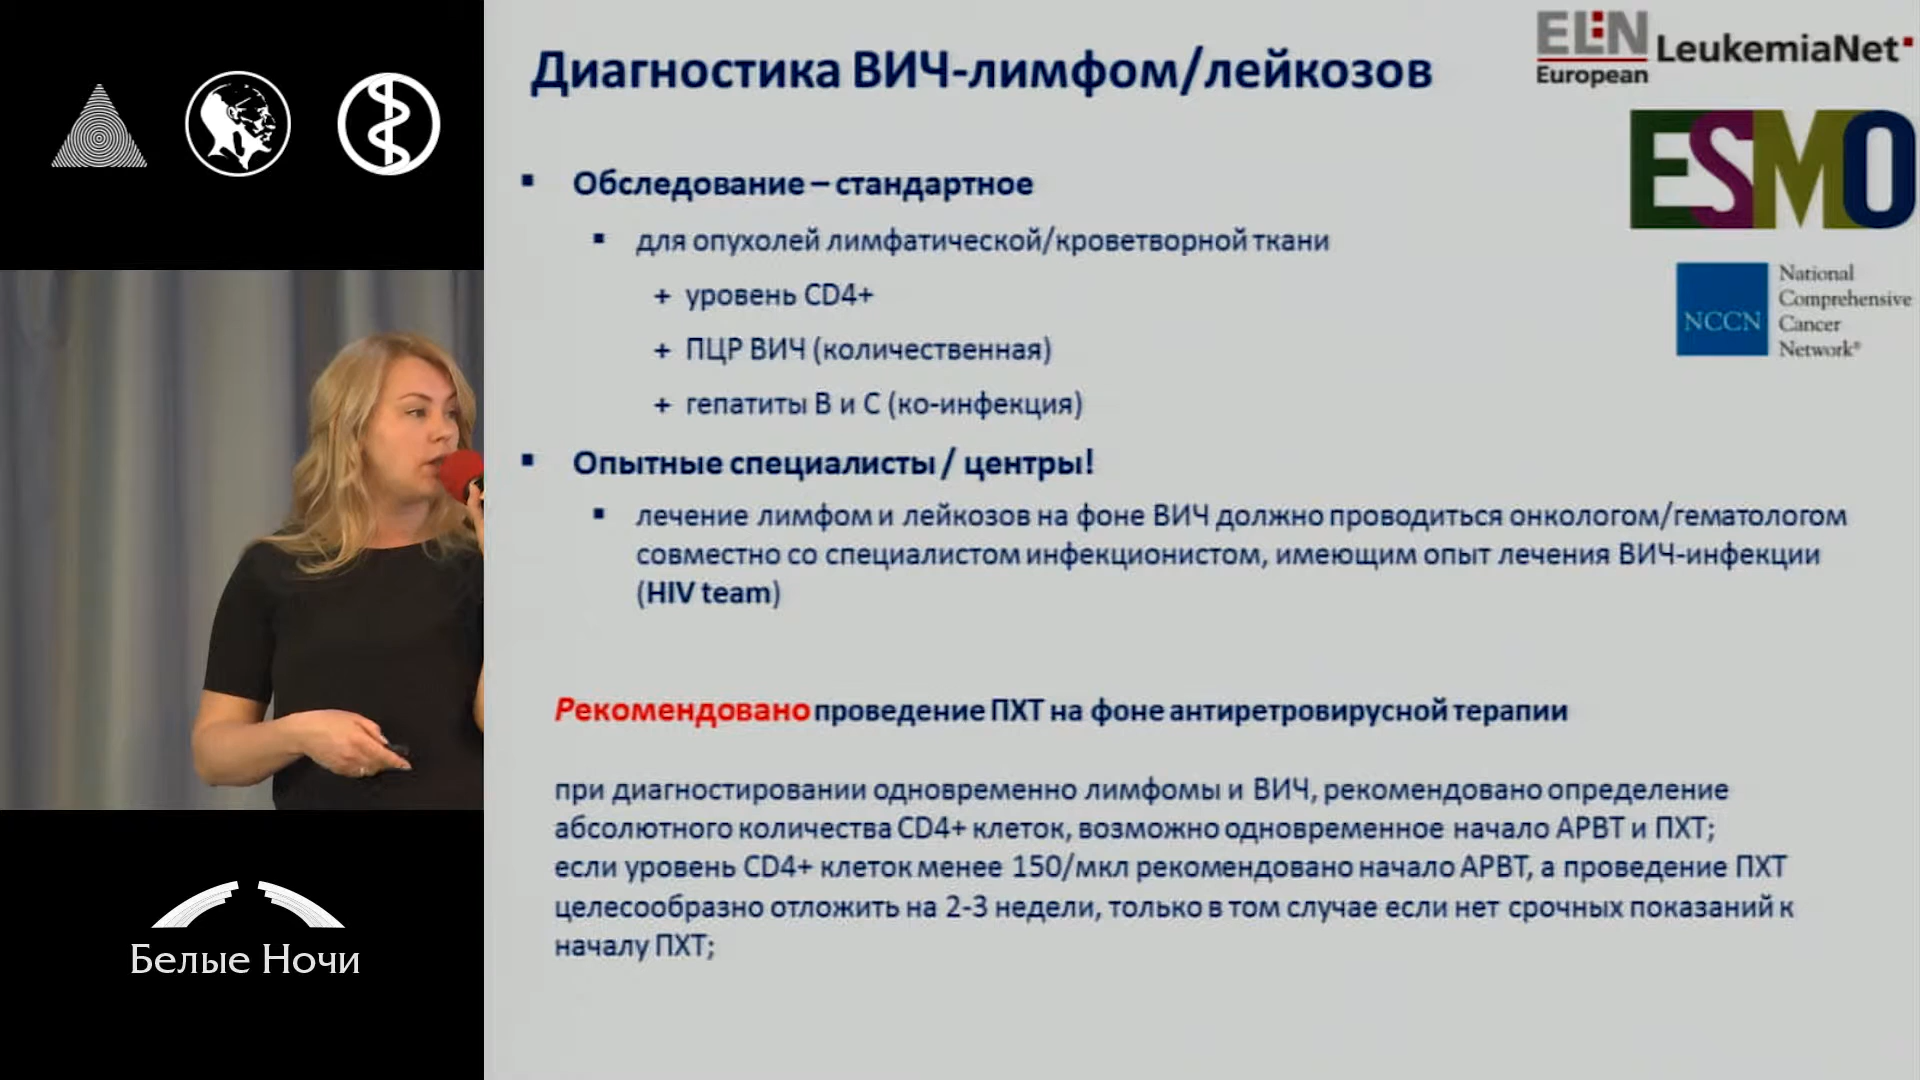 Диагностика ВИЧ-лимфом/лейкозов
ELN
European
LeukemiaNet
ESMO
NCCN
National
Comprehensive
Cancer
Network®
Обследование – стандартное
для опухолей лимфатической/кроветворной ткани
+ уровень CD4+
+ ПЦР ВИЧ (количественная)
+ гепатиты В и С (ко-инфекция)
Опытные специалисты / центры!
лечение лимфом и лейкозов на фоне ВИЧ должно проводиться онкологом/гематологом
совместно со специалистом инфекционистом, имеющим опыт лечения ВИЧ-инфекции
(HIV team)
Рекомендовано проведение ПХТ на фоне антиретровирусной терапии
при диагностировании одновременно лимфомы и ВИЧ, рекомендовано определение
абсолютного количества CD4+ клеток, возможно одновременное начало АРВТ и ПХТ;
если уровень CD4+ клеток менее 150/мкл рекомендовано начало АРВТ, а проведение ПХТ
целесообразно отложить на 2-3 недели, только в том случае если нет срочных показаний к
началу ПХТ;
Белые Ночи